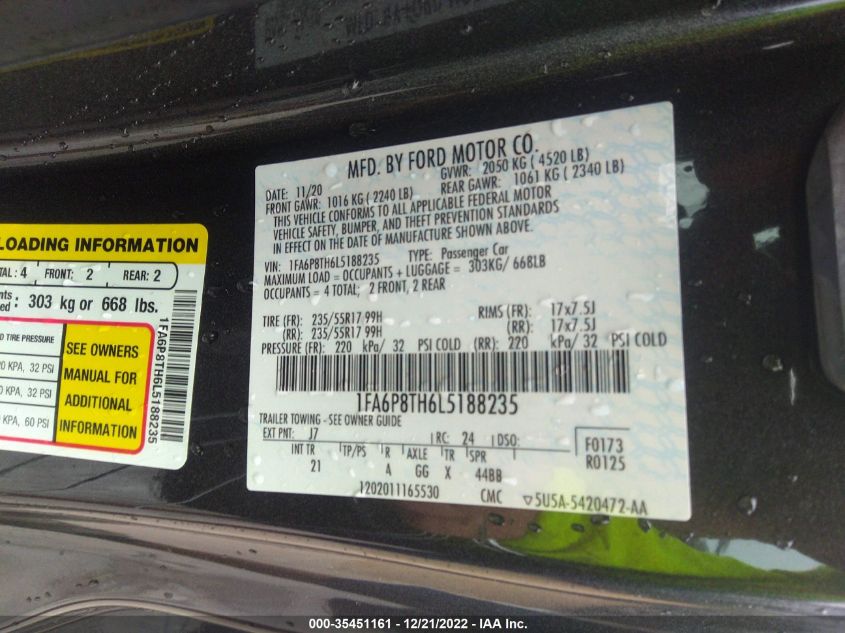 MFD. BY FORD MOTOR CO.
DATE: 11/20 GVWR: 2050 KG ( 4520 LB)
FRONT GAWR: 1016 KG ( 2240 LB) REAR GAWR: 1061 KG ( 2340 LB)
THIS VEHICLE CONFORMS TO ALL APPLICABLE FEDERAL MOTOR
VEHICLE SAFETY, BUMPER, AND THEFT PREVENTION STANDARDS
IN EFFECT ON THE DATE OF MANUFACTURE SHOWN ABOVE.
VIN: 1FA6P8TH6L5188235 TYPE: Passenger Car
MAXIMUM LOAD = OCCUPANTS + LUGGAGE = 303KG/ 668LB
OCCUPANTS = 4 TOTAL; 2 FRONT, 2 REAR
TIRE (FR): 235/55R17 99H RIMS (FR): 17x7.5J
(RR): 235/55R17 99H (RR): 17x7.5J
PRESSURE (FR): 220 kPa/ 32 PSI COLD (RR): 220 kPa/ 32 PSI COLD
1FA6P8TH6L5188235
TRAILER TOWING - SEE OWNER GUIDE
EXT PNT: J7 RC: 24 DSO: F0173
INT TR TP/PS R AXLE TR SPR R0125
21 4 GG X 44BB
1202011165530 CMC 5U5A-5420472-AA
LOADING INFORMATION
TAL : 4 FRONT: 2 REAR: 2
303 kg or 668 lbs.
TIRE PRESSURE
KPA, 32 PSI
KPA, 32 PSI
KPA, 60 PSI
SEE OWNERS
MANUAL FOR
ADDITIONAL
INFORMATION
1FA6P8TH6L5188235
000-35451161 - 12/21/2022 - IAA Inc.